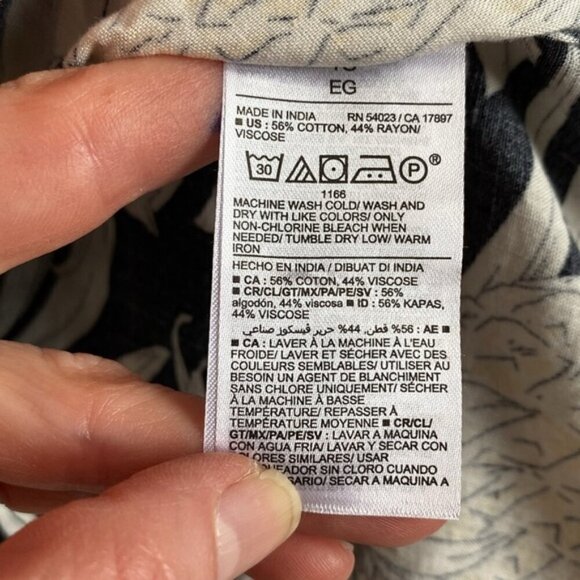 EG
MADE IN INDIA RN 54023 / CA 17897
■ US : 56% COTTON, 44% RAYON/
VISCOSE
30 P ®
1166
MACHINE WASH COLD/ WASH AND
DRY WITH LIKE COLORS/ ONLY
NON-CHLORINE BLEACH WHEN
NEEDED/ TUMBLE DRY LOW/ WARM
IRON
HECHO EN INDIA / DIBUAT DI INDIA
■ CA : 56% COTON, 44% VISCOSE
■ CR/CL/GT/MX/PA/PE/SV : 56%
algodón, 44% viscosa ■ ID : 56% KAPAS,
44% VISCOSE
■ AE : 56% قطن, 44% حرير فيسكوز صناعي
■ CA : LAVER À LA MACHINE À L'EAU
FROIDE/ LAVER ET SÉCHER AVEC DES
COULEURS SEMBLABLES/ UTILISER AU
BESOIN UN AGENT DE BLANCHIMENT
SANS CHLORE UNIQUEMENT/ SÉCHER
À LA MACHINE À BASSE
TEMPÉRATURE/ REPASSER À
TEMPÉRATURE MOYENNE ■ CR/CL/
GT/MX/PA/PE/SV : LAVAR A MAQUINA
CON AGUA FRIA/ LAVAR Y SECAR CON
COLORES SIMILARES/ USAR
SIN CLORO CUANDO
SECAR A MAQUINA A